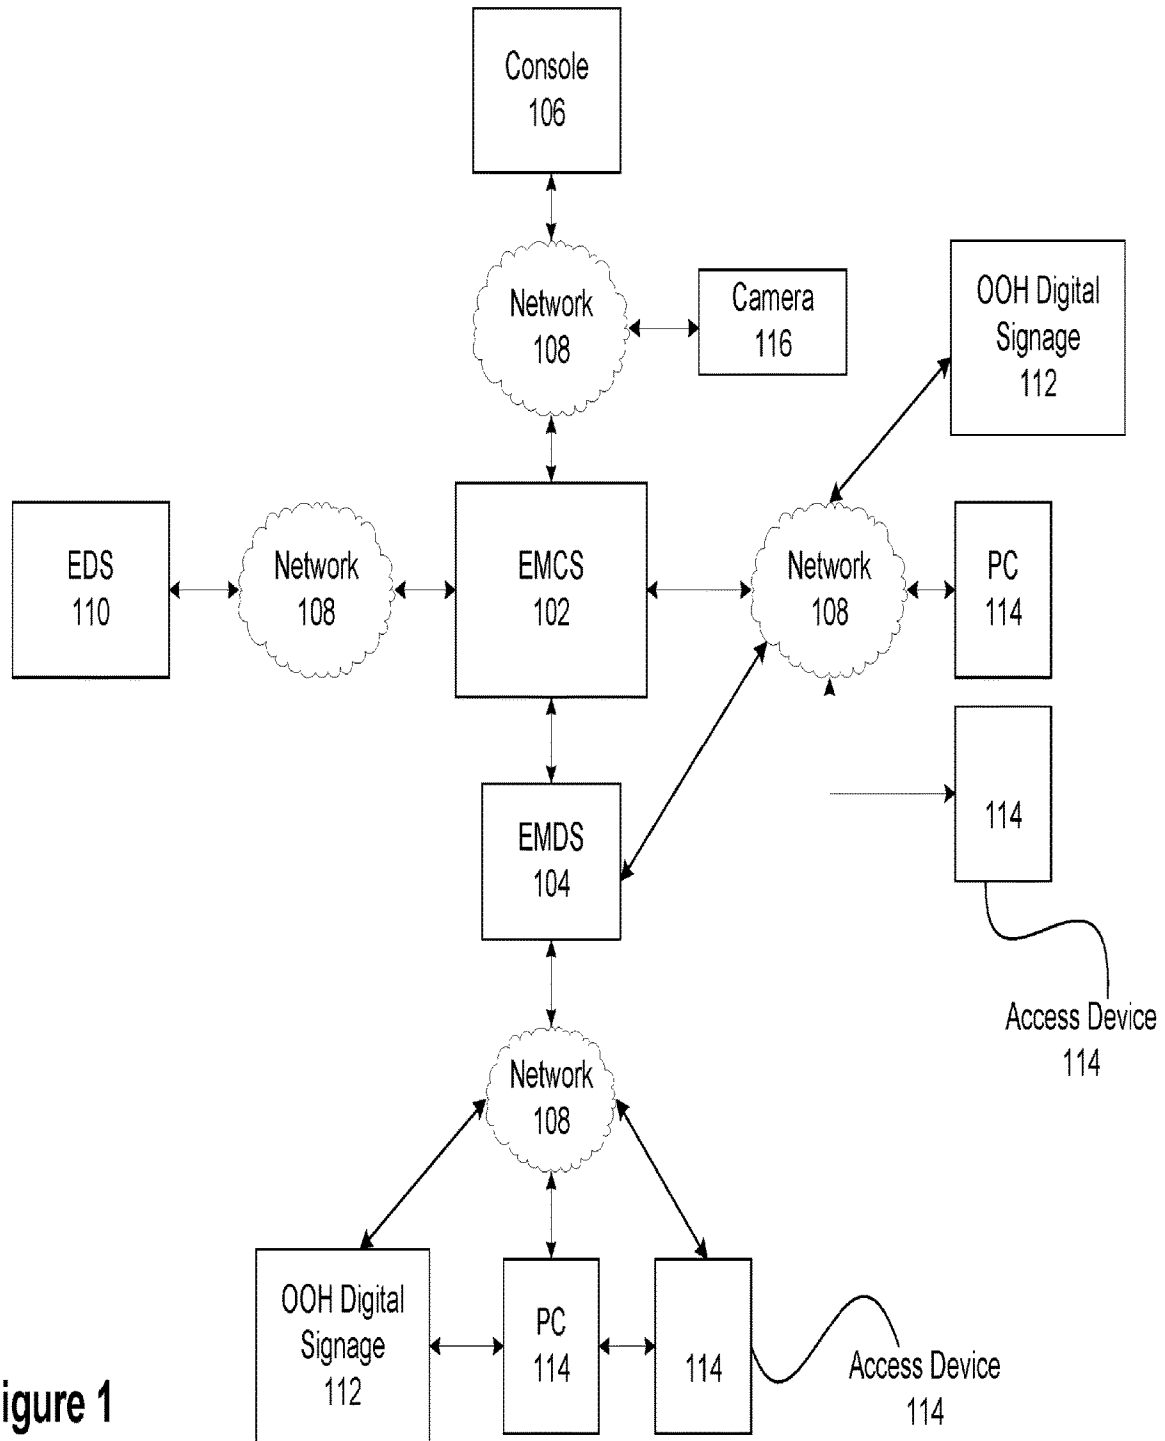 Console
106
Network
108
Camera
116
OOH Digital
Signage
112
EDS
110
Network
108
EMCS
102
Network
108
PC
114
EMDS
104
114
Access Device
114
Network
108
OOH Digital
Signage
112
PC
114
114
Access Device
114
igure 1